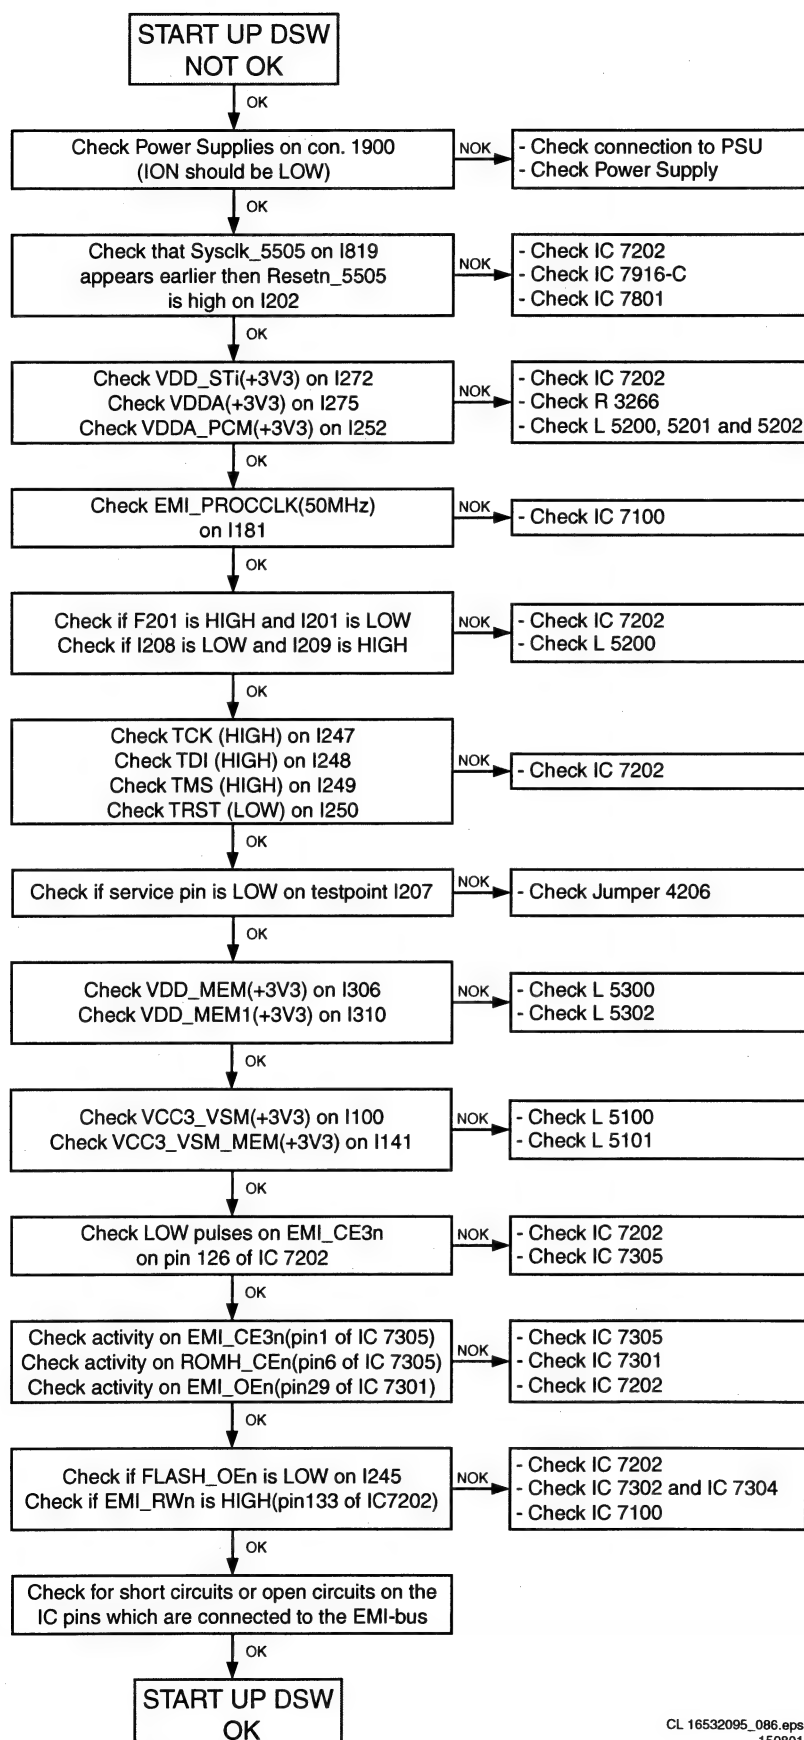 START UP DSW
NOT OK
OK
Check Power Supplies on con. 1900
(ION should be LOW)
NOK
- Check connection to PSU
- Check Power Supply
OK
Check that Sysclk_5505 on I819
appears earlier then Resetn_5505
is high on I202
NOK
- Check IC 7202
- Check IC 7916-C
- Check IC 7801
OK
Check VDD_STi(+3V3) on I272
Check VDDA(+3V3) on I275
Check VDDA_PCM(+3V3) on I252
NOK
- Check IC 7202
- Check R 3266
- Check L 5200, 5201 and 5202
OK
Check EMI_PROCCLK(50MHz)
on I181
NOK
- Check IC 7100
OK
Check if F201 is HIGH and I201 is LOW
Check if I208 is LOW and I209 is HIGH
NOK
- Check IC 7202
- Check L 5200
OK
Check TCK (HIGH) on I247
Check TDI (HIGH) on I248
Check TMS (HIGH) on I249
Check TRST (LOW) on I250
NOK
- Check IC 7202
OK
Check if service pin is LOW on testpoint I207
NOK
- Check Jumper 4206
OK
Check VDD_MEM(+3V3) on I306
Check VDD_MEM1(+3V3) on I310
NOK
- Check L 5300
- Check L 5302
OK
Check VCC3_VSM(+3V3) on I100
Check VCC3_VSM_MEM(+3V3) on I141
NOK
- Check L 5100
- Check L 5101
OK
Check LOW pulses on EMI_CE3n
on pin 126 of IC 7202
NOK
- Check IC 7202
- Check IC 7305
OK
Check activity on EMI_CE3n(pin1 of IC 7305)
Check activity on ROMH_CEn(pin6 of IC 7305)
Check activity on EMI_OEn(pin29 of IC 7301)
NOK
- Check IC 7305
- Check IC 7301
- Check IC 7202
OK
Check if FLASH_OEn is LOW on I245
Check if EMI_RWn is HIGH(pin133 of IC7202)
NOK
- Check IC 7202
- Check IC 7302 and IC 7304
- Check IC 7100
OK
Check for short circuits or open circuits on the
IC pins which are connected to the EMI-bus
OK
START UP DSW
OK
CL 16532095_086.eps
150801